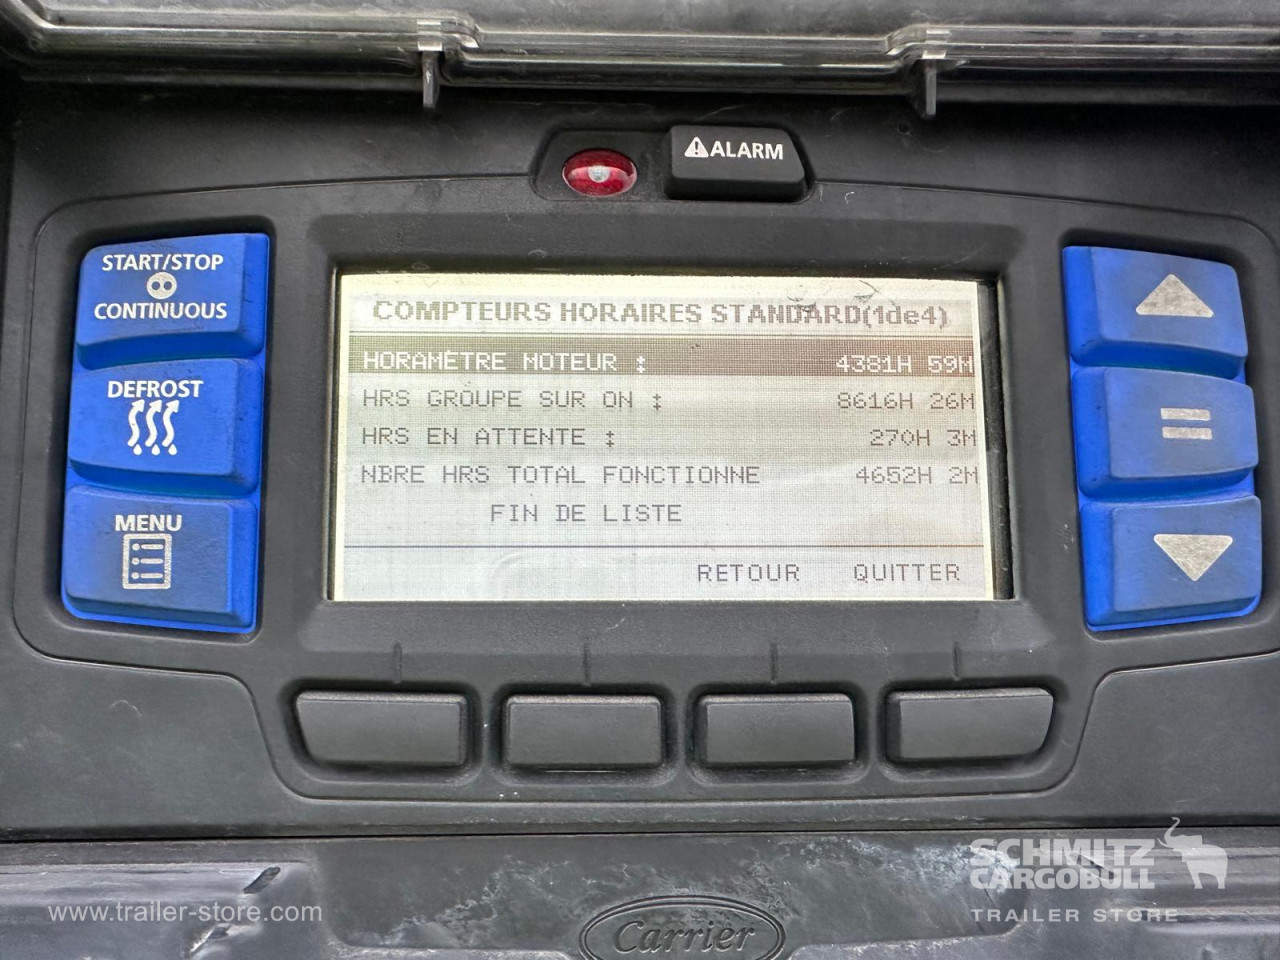 ⚠ALARM
START/STOP
CONTINUOUS
DEFROST
MENU
COMPTEURS HORAIRES STANDARD(1de4)
HORAMÈTRE MOTEUR : 4381H 59M
HRS GROUPE SUR ON : 8616H 26M
HRS EN ATTENTE : 270H 3M
NBRE HRS TOTAL FONCTIONNE 4652H 2M
FIN DE LISTE
RETOUR QUITTER
SCHMITZ
CARGOBULL
TRAILER STORE
www.trailer-store.com
Carrier